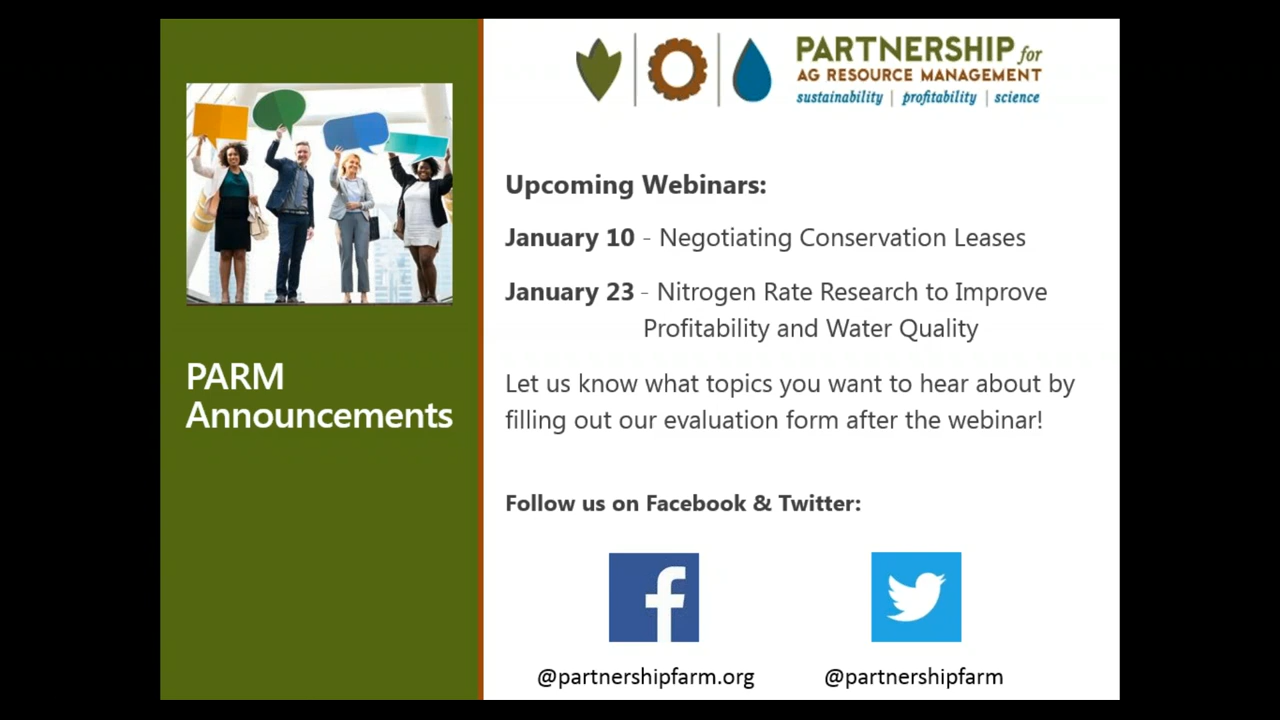 PARTNERSHIP for
AG RESOURCE MANAGEMENT
sustainability | profitability | science
PARM
Announcements
Upcoming Webinars:
January 10 - Negotiating Conservation Leases
January 23 - Nitrogen Rate Research to Improve
Profitability and Water Quality
Let us know what topics you want to hear about by
filling out our evaluation form after the webinar!
Follow us on Facebook & Twitter:
@partnershipfarm.org
@partnershipfarm